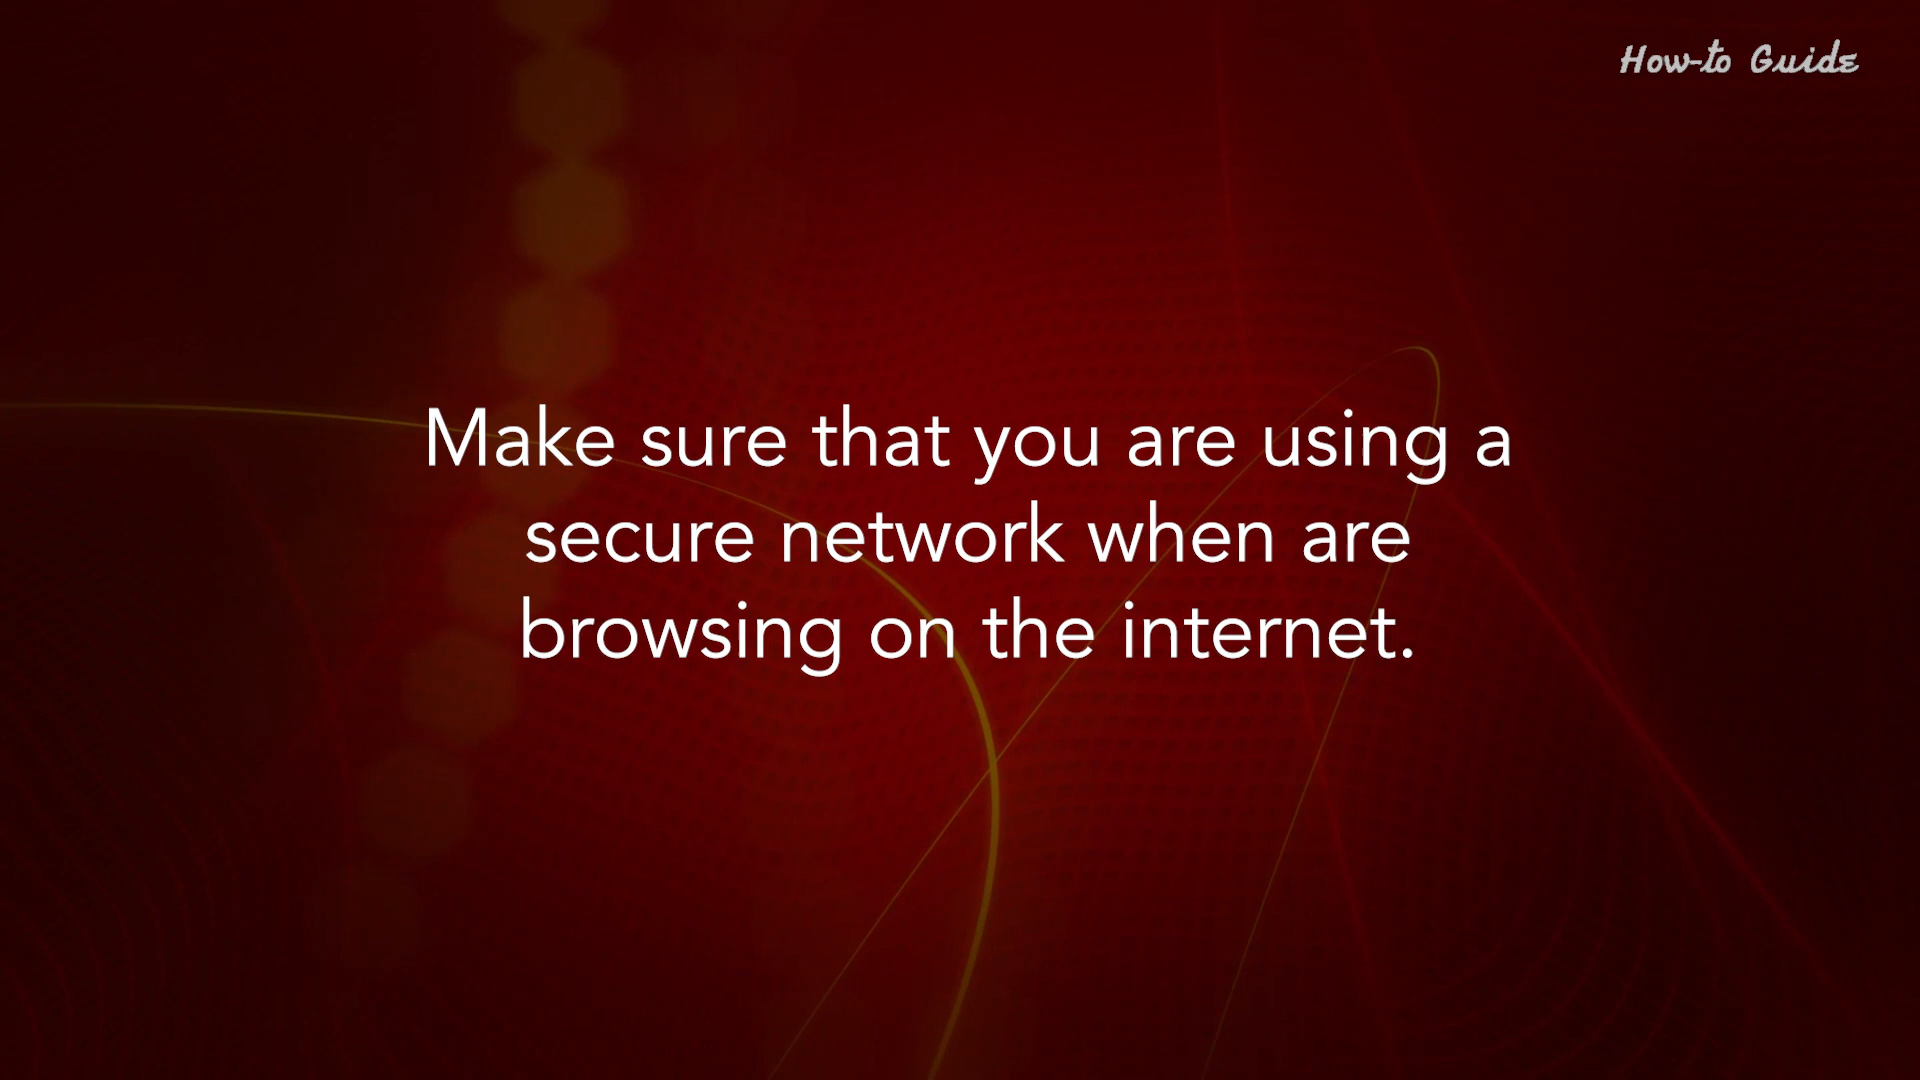 How-to Guide
Make sure that you are using a
secure network when are
browsing on the internet.